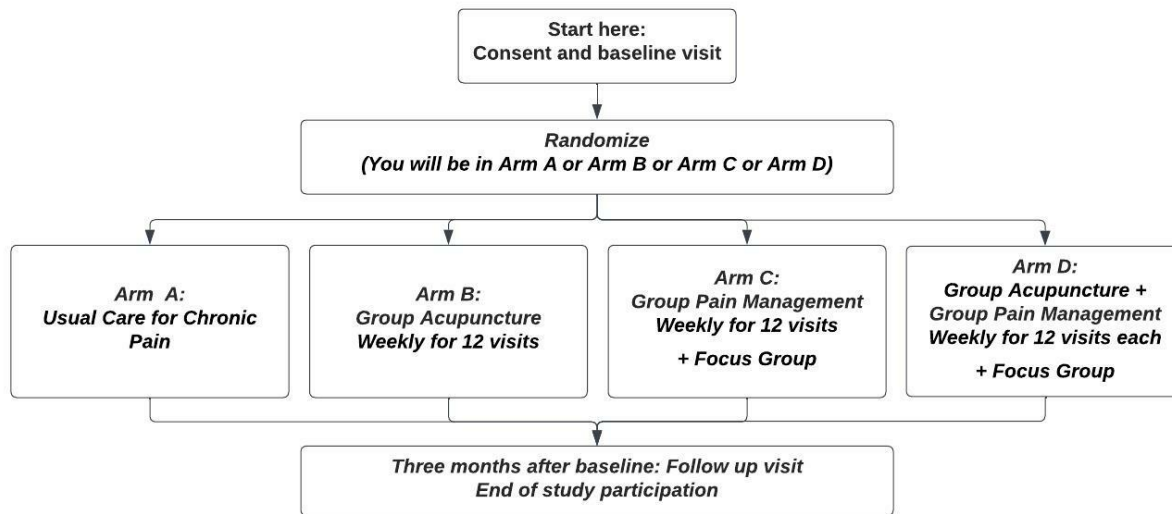 Start here:
Consent and baseline visit
Randomize
(You will be in Arm A or Arm B or Arm C or Arm D)
Arm A:
Usual Care for Chronic
Pain
Arm B:
Group Acupuncture
Weekly for 12 visits
Arm C:
Group Pain Management
Weekly for 12 visits
+ Focus Group
Arm D:
Group Acupuncture +
Group Pain Management
Weekly for 12 visits each
+ Focus Group
Three months after baseline: Follow up visit
End of study participation